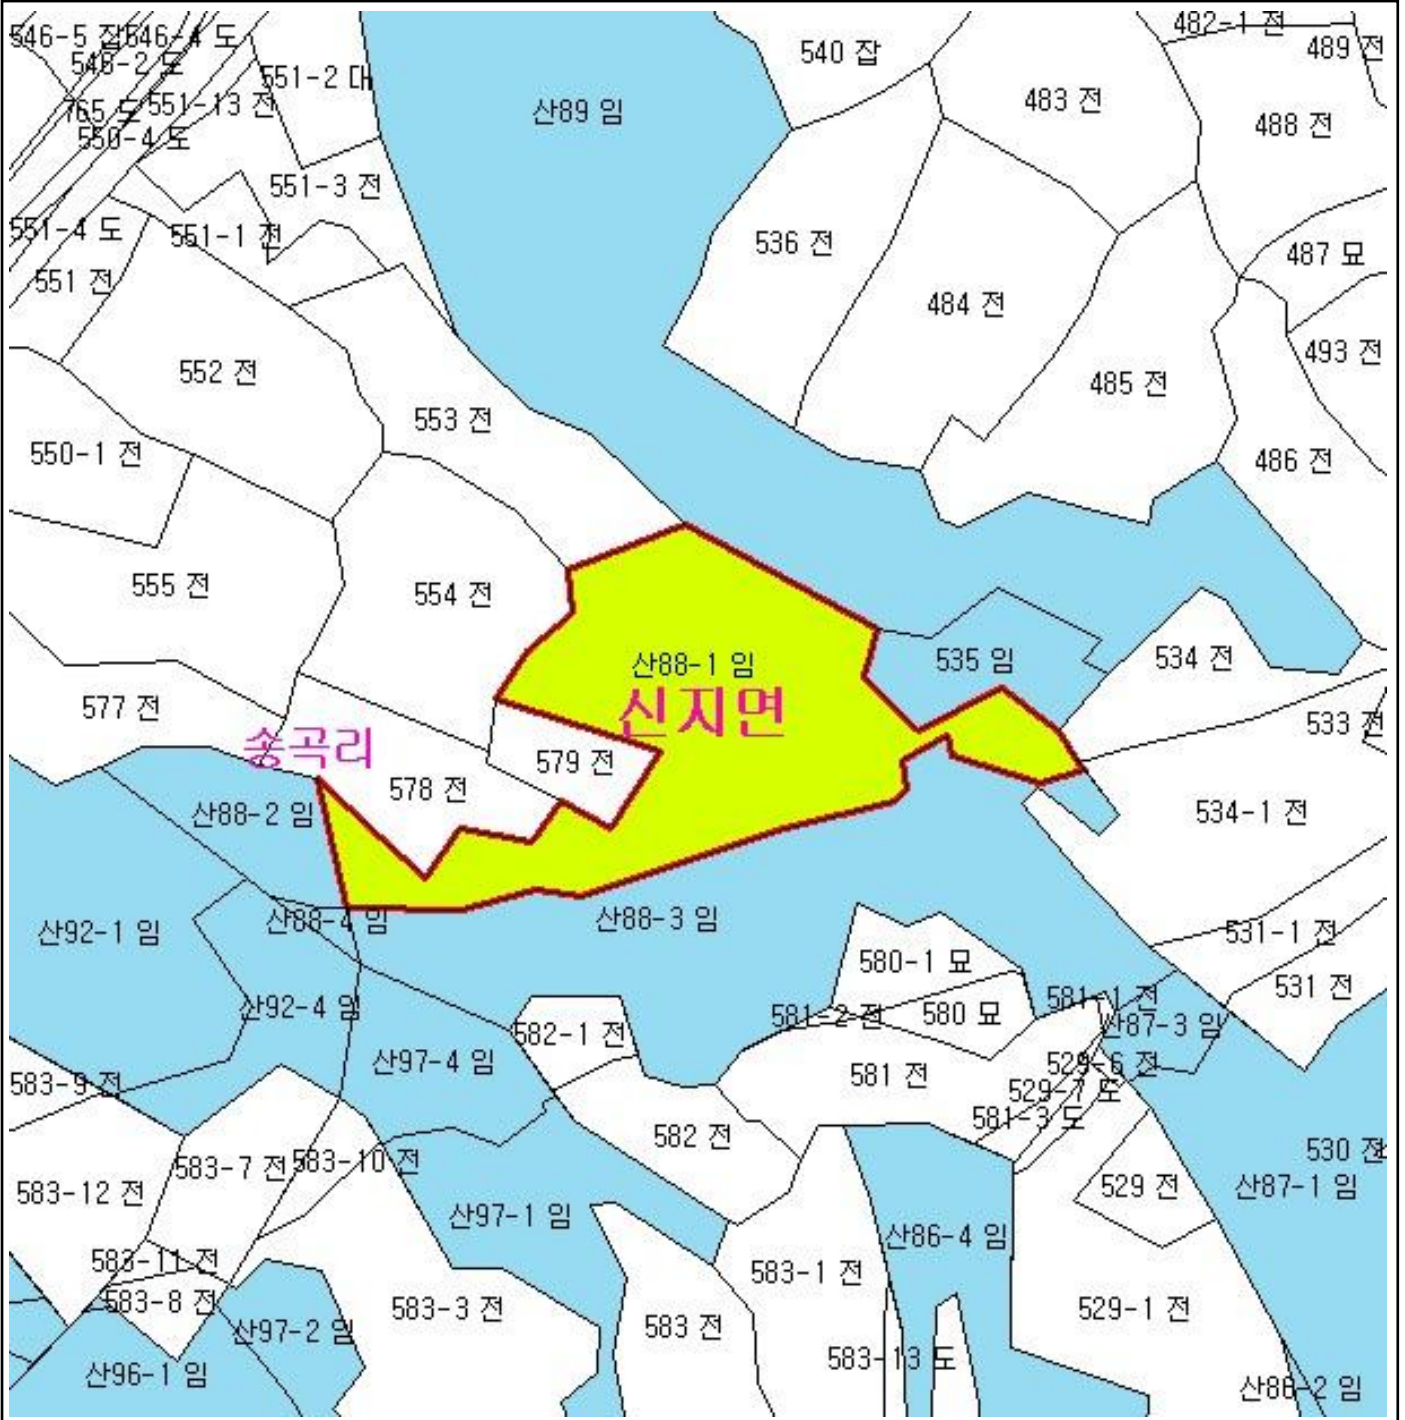 546-5 잡
546-4 도
482-1 전
489 전
540 잡
546-2 도
551-2 대
765 도
551-13 전
산89 임
483 전
488 전
550-4 도
551-3 전
551-4 도
551-1 전
536 전
487 묘
551 전
484 전
493 전
552 전
485 전
553 전
550-1 전
486 전
555 전
554 전
산88-1 임
535 임
534 전
577 전
신지면
533 전
송곡리
579 전
578 전
산88-2 임
534-1 전
산92-1 임
산88-4 임
산88-3 임
531-1 전
580-1 묘
531 전
산92-4 임
581-2 전
580 묘
581-1 전
산87-3 임
582-1 전
산97-4 임
583-9 전
581 전
529-6 전
529-7 도
581-3 도
582 전
530 전
583-7 전
583-10 전
583-12 전
529 전
산87-1 임
산97-1 임
산86-4 임
583-11 전
583-1 전
583-8 전
583-3 전
529-1 전
산97-2 임
583 전
583-13 도
산96-1 임
산86-2 임